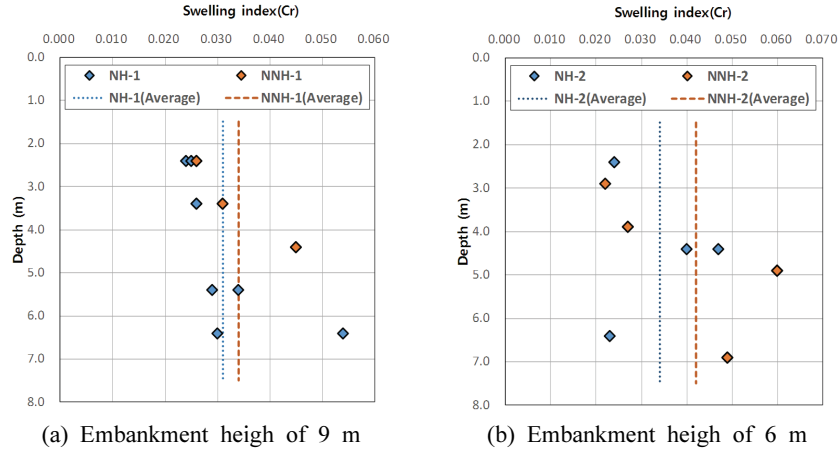 Swelling index(Cr)
0.000 0.010 0.020 0.030 0.040 0.050 0.060
0.0
1.0
2.0
3.0
4.0
5.0
6.0
7.0
8.0
Depth (m)
NH-1 NNH-1
NH-1(Average) NNH-1(Average)
(a) Embankment heigh of 9 m
Swelling index(Cr)
0.000 0.010 0.020 0.030 0.040 0.050 0.060 0.070
0.0
1.0
2.0
3.0
4.0
5.0
6.0
7.0
8.0
Depth (m)
NH-2 NNH-2
NH-2(Average) NNH-2(Average)
(b) Embankment heigh of 6 m